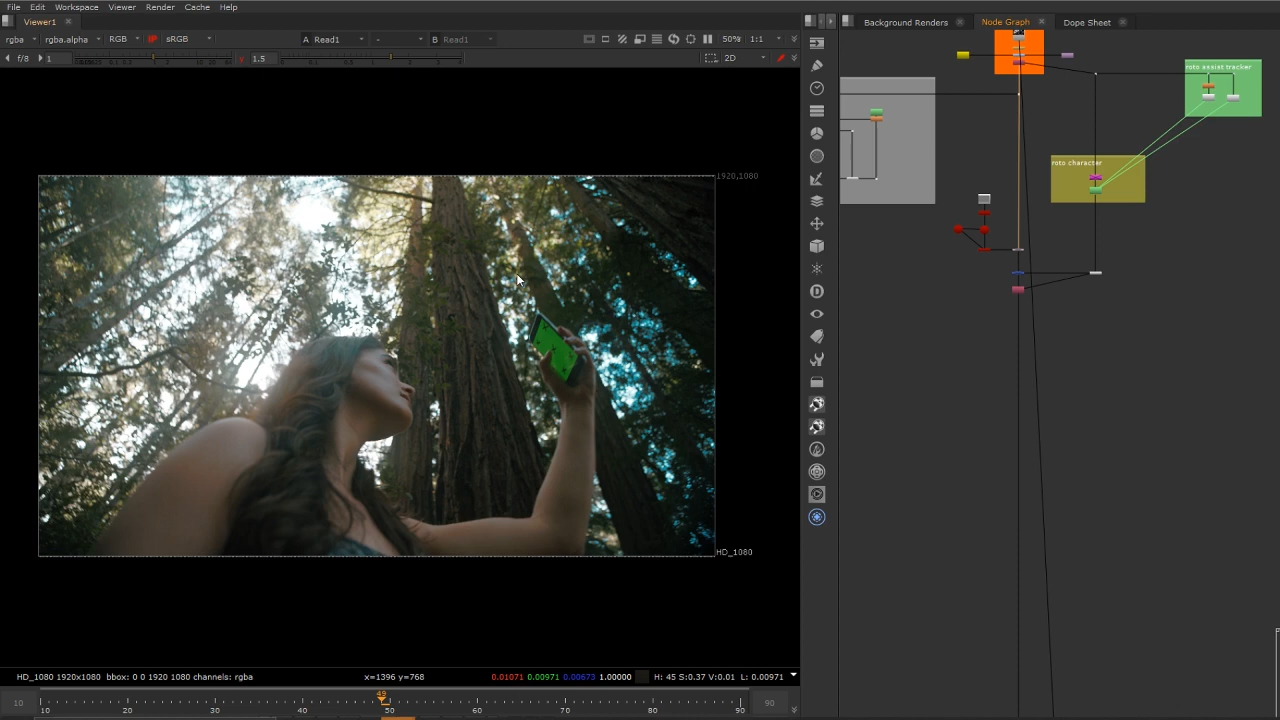 File Edit Workspace Viewer Render Cache Help
Viewer1
Background Renders Node Graph Dope Sheet
rgba rgba.alpha RGB IP sRGB A Read1 - B Read1 50% 1:1
f/8 1 γ 1.5 2D
roto assist tracker
roto character
1920,1080
HD_1080
HD_1080 1920x1080 bbox: 0 0 1920 1080 channels: rgba x=1396 y=768 0.01071 0.00971 0.00673 1.00000 H: 45 S:0.37 V:0.01 L: 0.00971
49
10 90
10 20 30 40 50 60 70 80 90